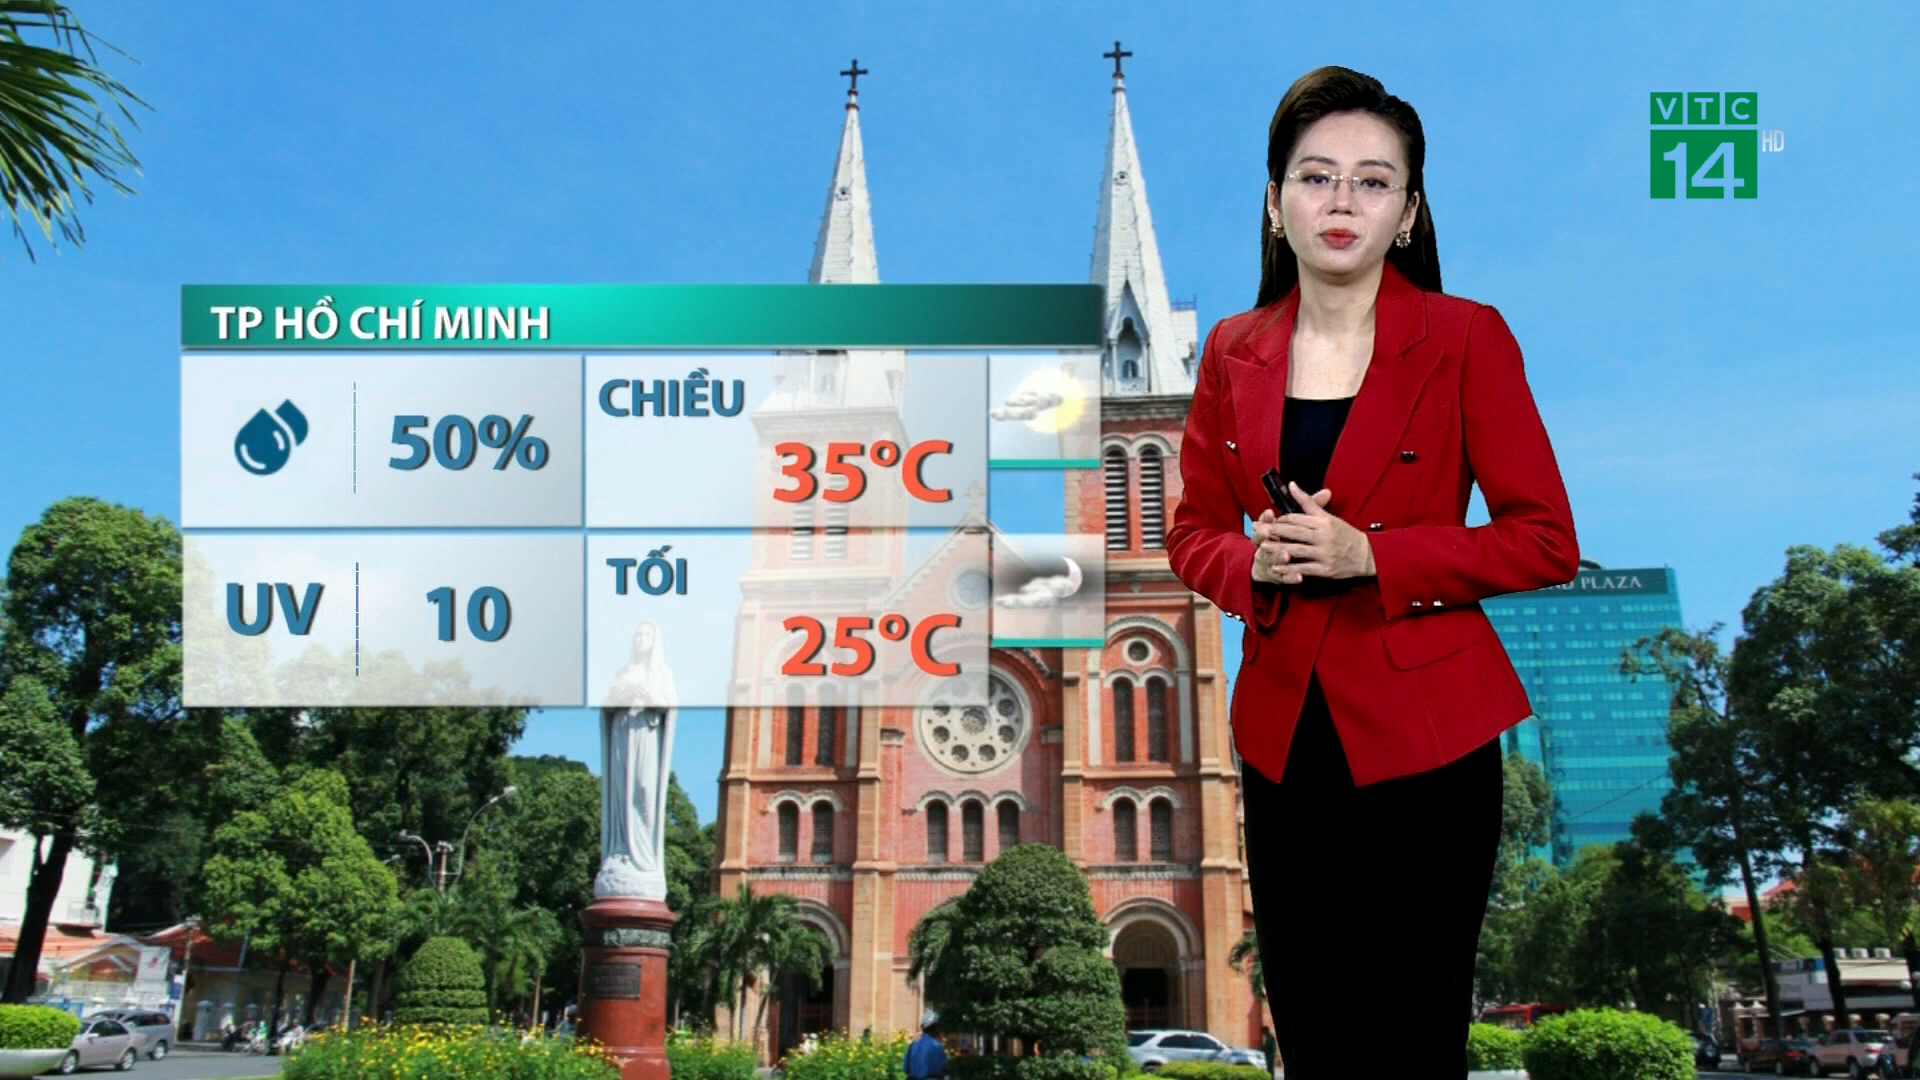 VTC
14 HD
TP HỒ CHÍ MINH
50%
CHIỀU
35°C
UV
10
TỐI
25°C
PLAZA